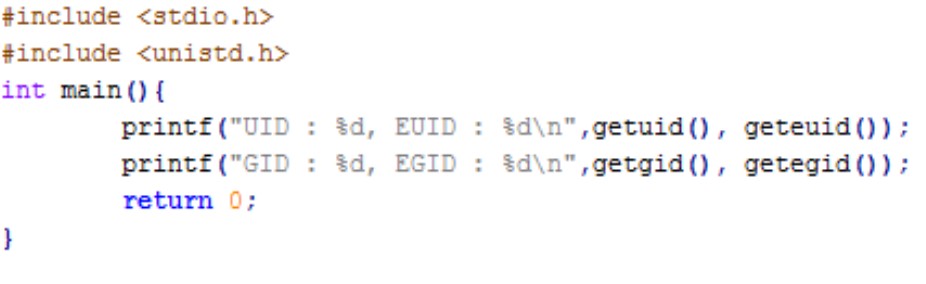 #include <stdio.h>
#include <unistd.h>
int main(){
        printf("UID : %d, EUID : %d\n",getuid(), geteuid());
        printf("GID : %d, EGID : %d\n",getgid(), getegid());
        return 0;
}